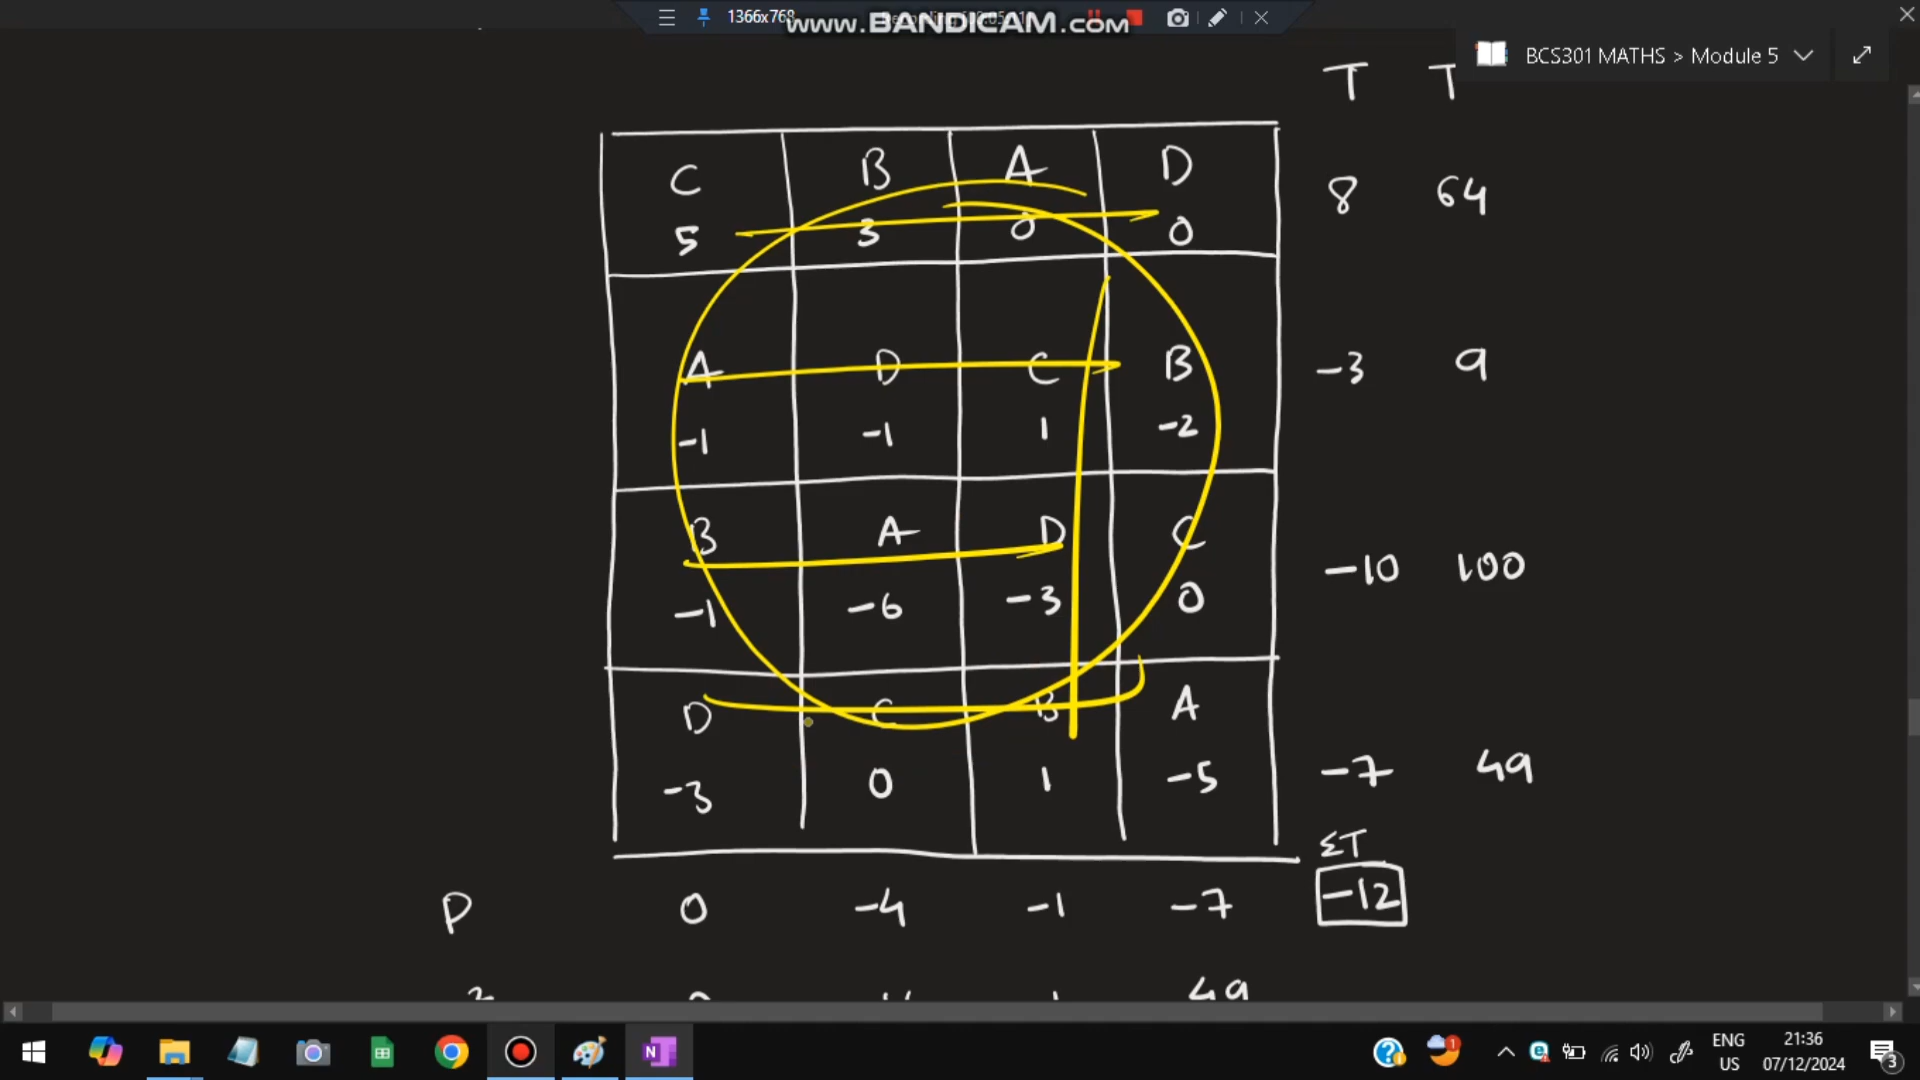 1366x768
www.BANDICAM.com
BCS301 MATHS > Module 5
T T
C B A D
5 3 0 0 8 64
A D C B
-1 -1 1 -2 -3 9
B A D C
-1 -6 -3 0 -10 100
D C B A
-3 0 1 -5 -7 49
ΣT
P 0 -4 -1 -7 -12
49
ENG
US
21:36
07/12/2024
3